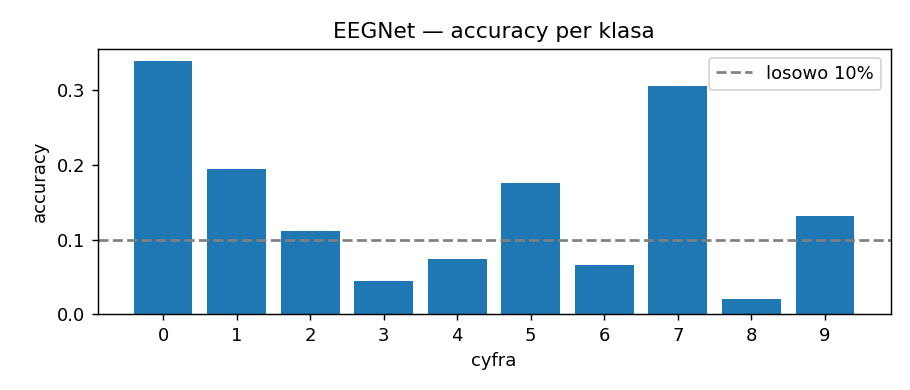 EEGNet — accuracy per klasa
losowo 10%
accuracy
0.3
0.2
0.1
0.0
0 1 2 3 4 5 6 7 8 9
cyfra